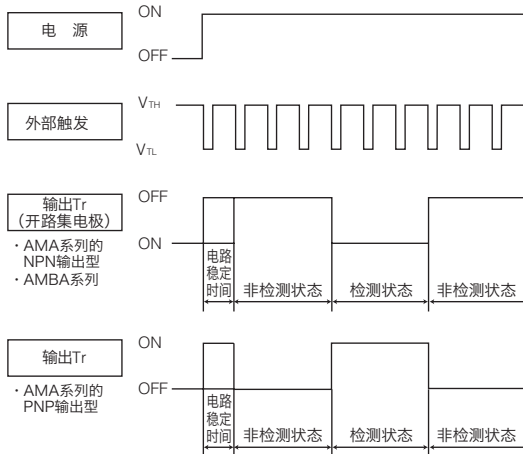 电 源
ON
OFF
外部触发
VTH
VTL
输出Tr
（开路集电极）
・AMA系列的
NPN输出型
・AMBA系列
OFF
ON
电路
稳定
时间
非检测状态
检测状态
非检测状态
输出Tr
・AMA系列的
PNP输出型
ON
OFF
电路
稳定
时间
非检测状态
检测状态
非检测状态